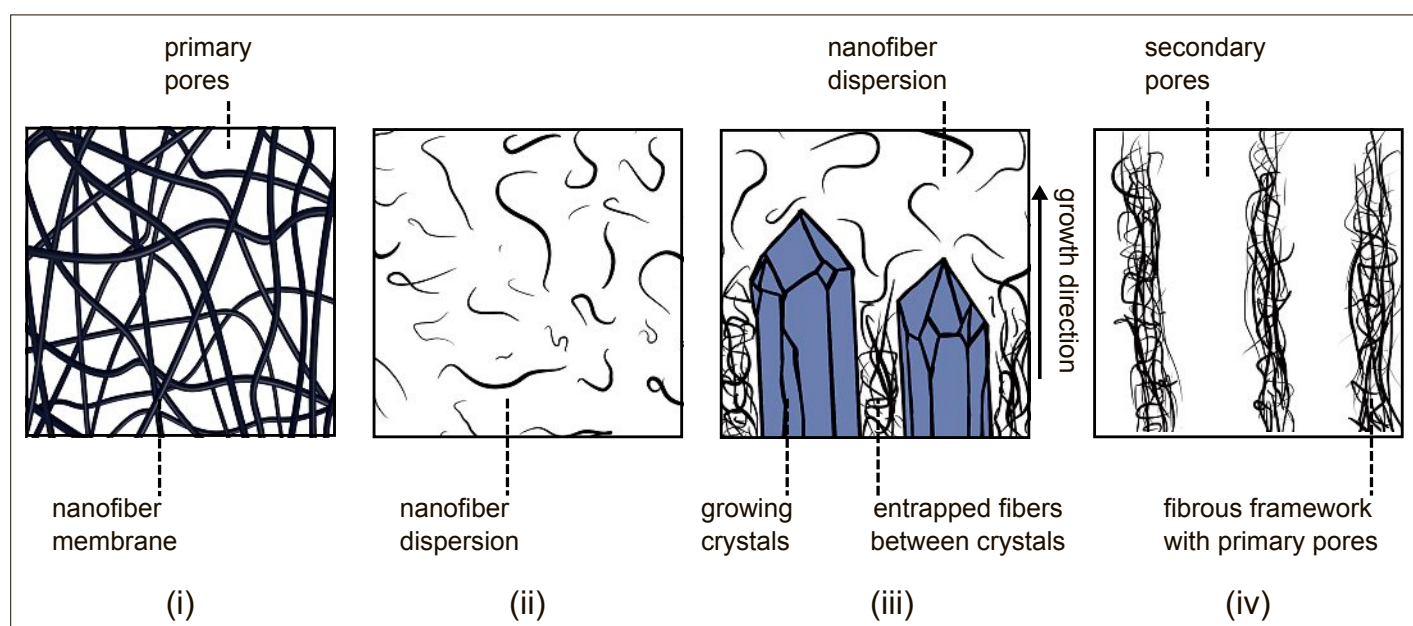 primary
pores
nanofiber
dispersion
secondary
pores
growth direction
nanofiber
membrane
nanofiber
dispersion
growing
crystals
entrapped fibers
between crystals
fibrous framework
with primary pores
(i)
(ii)
(iii)
(iv)